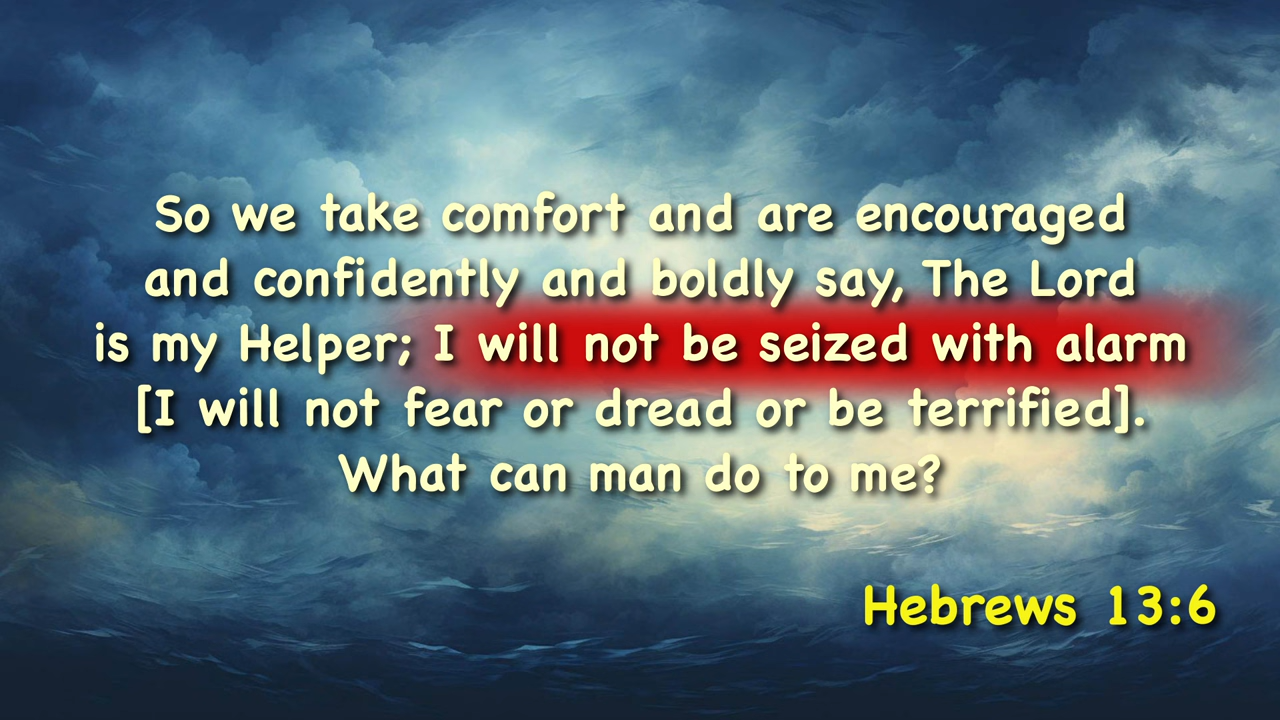 So we take comfort and are encouraged
and confidently and boldly say, The Lord
is my Helper; I will not be seized with alarm
[I will not fear or dread or be terrified].
What can man do to me?
Hebrews 13:6